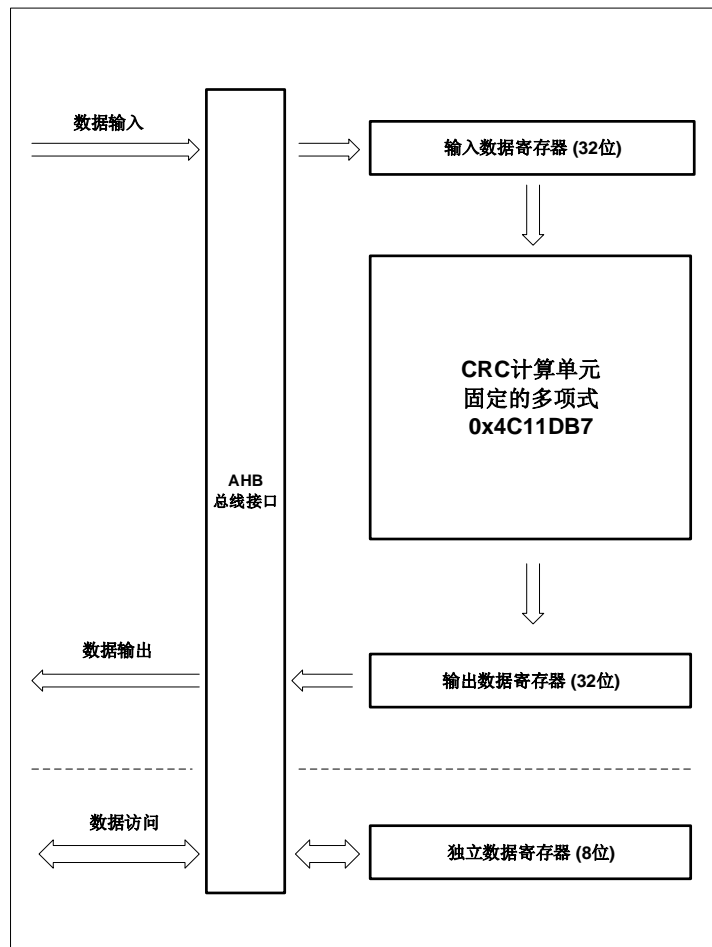 数据输入
输入数据寄存器 (32位)
CRC计算单元
固定的多项式
0x4C11DB7
AHB
总线接口
数据输出
输出数据寄存器 (32位)
数据访问
独立数据寄存器 (8位)